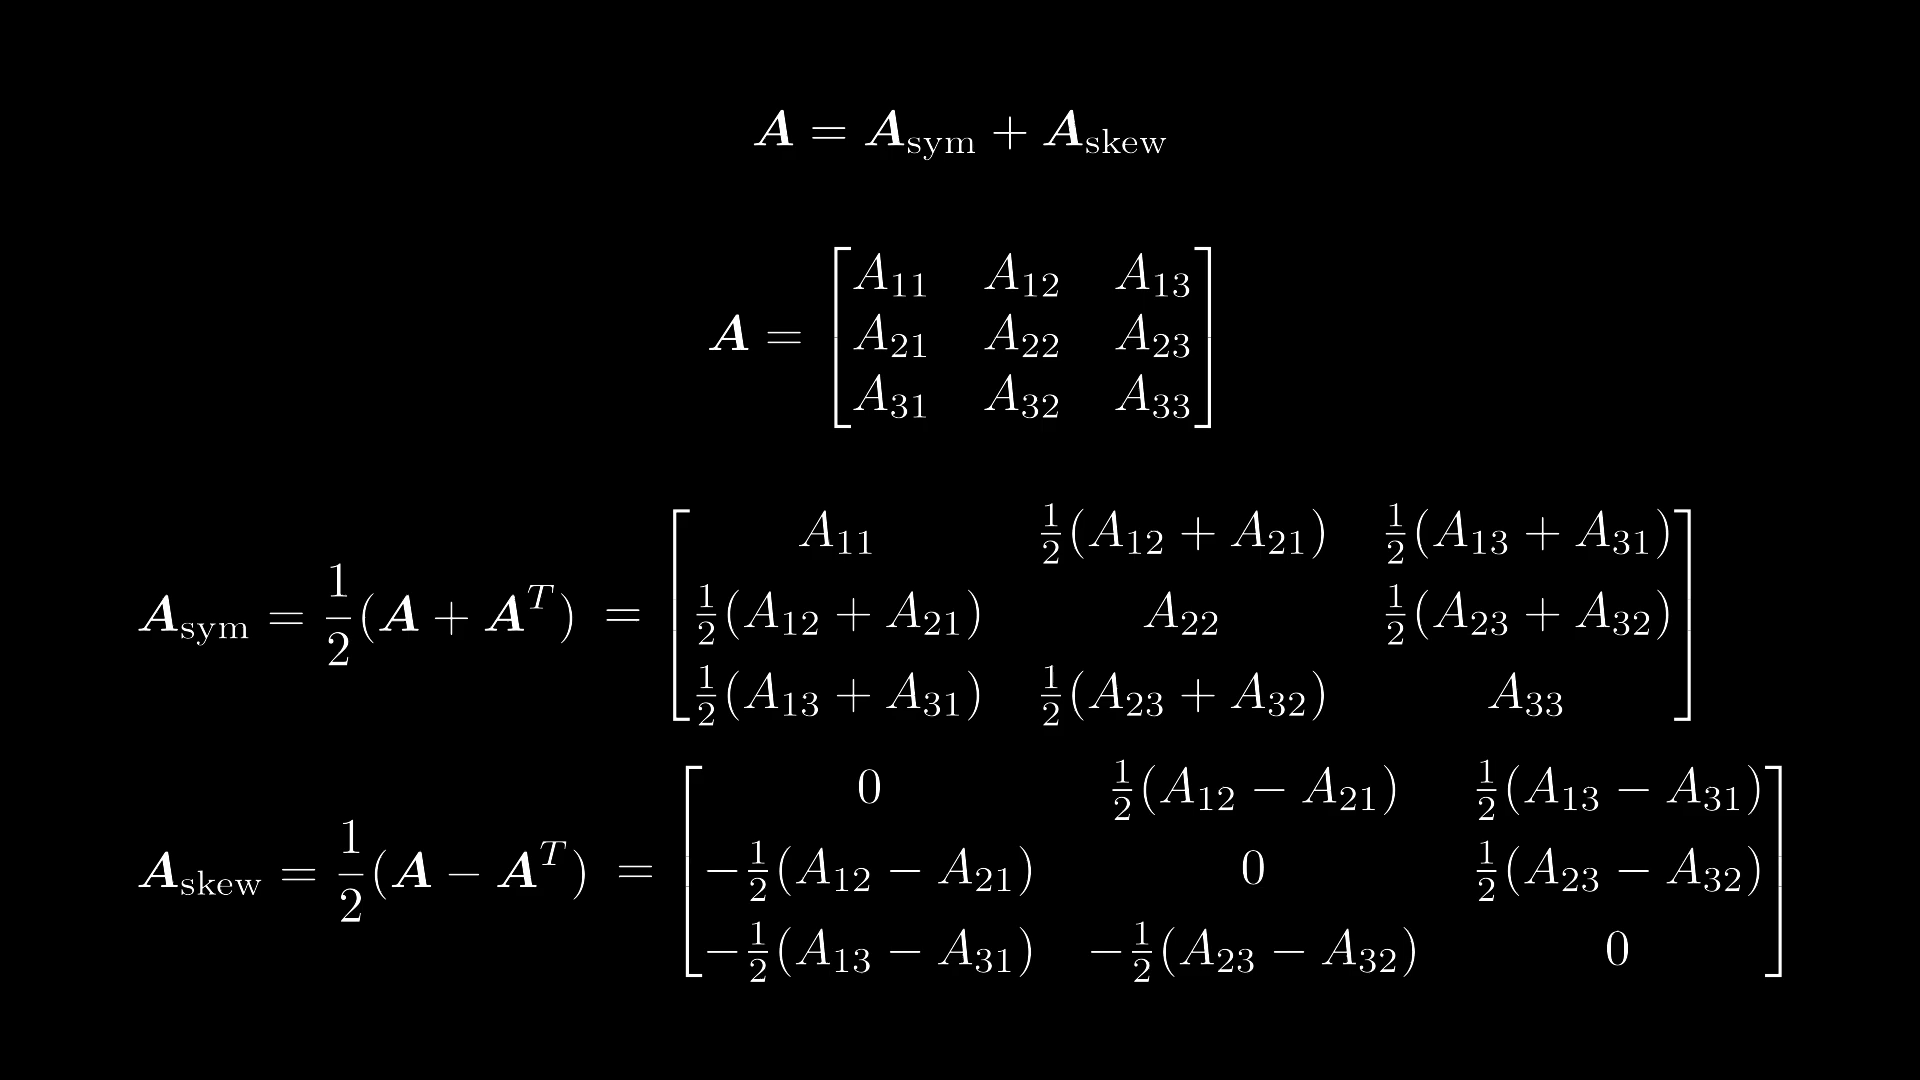 𝑨 = 𝑨_sym + 𝑨_skew
𝑨 = [A_11 A_12 A_13
A_21 A_22 A_23
A_31 A_32 A_33]
𝑨_sym = 1/2(𝑨 + 𝑨^T) = [A_11 1/2(A_12 + A_21) 1/2(A_13 + A_31)
1/2(A_12 + A_21) A_22 1/2(A_23 + A_32)
1/2(A_13 + A_31) 1/2(A_23 + A_32) A_33]
𝑨_skew = 1/2(𝑨 − 𝑨^T) = [0 1/2(A_12 − A_21) 1/2(A_13 − A_31)
−1/2(A_12 − A_21) 0 1/2(A_23 − A_32)
−1/2(A_13 − A_31) −1/2(A_23 − A_32) 0]